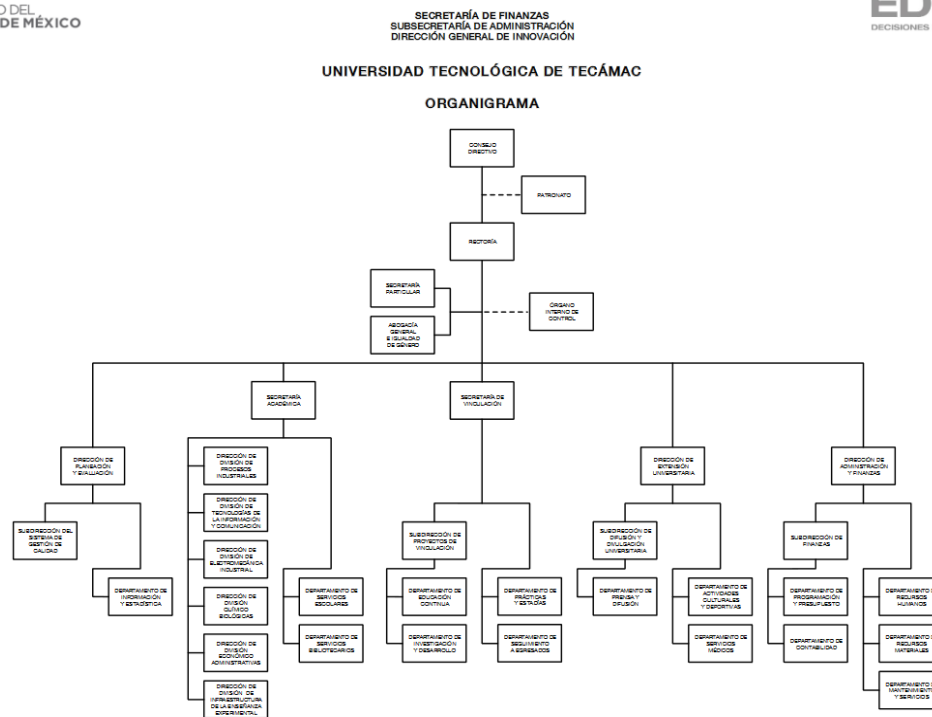 O DEL
DE MÉXICO
SECRETARÍA DE FINANZAS
SUBSECRETARÍA DE ADMINISTRACIÓN
DIRECCIÓN GENERAL DE INNOVACIÓN
ED
DECISIONES
UNIVERSIDAD TECNOLÓGICA DE TECÁMAC
ORGANIGRAMA
CONSEJO
DIRECTIVO
PATRONATO
RECTORÍA
SECRETARÍA
PARTICULAR
ÓRGANO
INTERNO DE
CONTROL
ABOGACÍA
GENERAL
E IGUALDAD
DE GÉNERO
SECRETARÍA
ACADÉMICA
SECRETARÍA DE
VINCULACIÓN
DIRECCIÓN DE
PLANEACIÓN
Y EVALUACIÓN
DIRECCIÓN DE
DIVISIÓN DE
PROCESOS
INDUSTRIALES
DIRECCIÓN DE
EXTENSIÓN
UNIVERSITARIA
DIRECCIÓN DE
ADMINISTRACIÓN
Y FINANZAS
SUBDIRECCIÓN DEL
SISTEMA DE
GESTIÓN DE
CALIDAD
DIRECCIÓN DE
DIVISIÓN DE
TECNOLOGÍAS DE
LA INFORMACIÓN
Y COMUNICACIÓN
SUBDIRECCIÓN DE
PROYECTOS DE
VINCULACIÓN
SUBDIRECCIÓN DE
DIFUSIÓN Y
DIVULGACIÓN
UNIVERSITARIA
SUBDIRECCIÓN DE
FINANZAS
DIRECCIÓN DE
DIVISIÓN DE
ELECTROMECÁNICA
INDUSTRIAL
DEPARTAMENTO DE
INFORMACIÓN
Y ESTADÍSTICA
DIRECCIÓN DE
DIVISIÓN
QUÍMICO
BIOLÓGICAS
DEPARTAMENTO DE
SERVICIOS
ESCOLARES
DEPARTAMENTO DE
EDUCACIÓN
CONTINUA
DEPARTAMENTO DE
PRÁCTICAS
Y ESTADÍAS
DEPARTAMENTO DE
PRENSA Y
DIFUSIÓN
DEPARTAMENTO DE
ACTIVIDADES
CULTURALES
Y DEPORTIVAS
DEPARTAMENTO DE
PROGRAMACIÓN
Y PRESUPUESTO
DEPARTAMENTO DE
RECURSOS
HUMANOS
DIRECCIÓN DE
DIVISIÓN
ECONÓMICO
ADMINISTRATIVAS
DEPARTAMENTO DE
SERVICIOS
BIBLIOTECARIOS
DEPARTAMENTO DE
INVESTIGACIÓN
Y DESARROLLO
DEPARTAMENTO DE
SEGUIMIENTO
A EGRESADOS
DEPARTAMENTO DE
SERVICIOS
MÉDICOS
DEPARTAMENTO DE
CONTABILIDAD
DEPARTAMENTO DE
RECURSOS
MATERIALES
DIRECCIÓN DE
DIVISIÓN DE
INFRAESTRUCTURA
DE LA ENSEÑANZA
EXPERIMENTAL
DEPARTAMENTO DE
MANTENIMIENTO
Y SERVICIOS